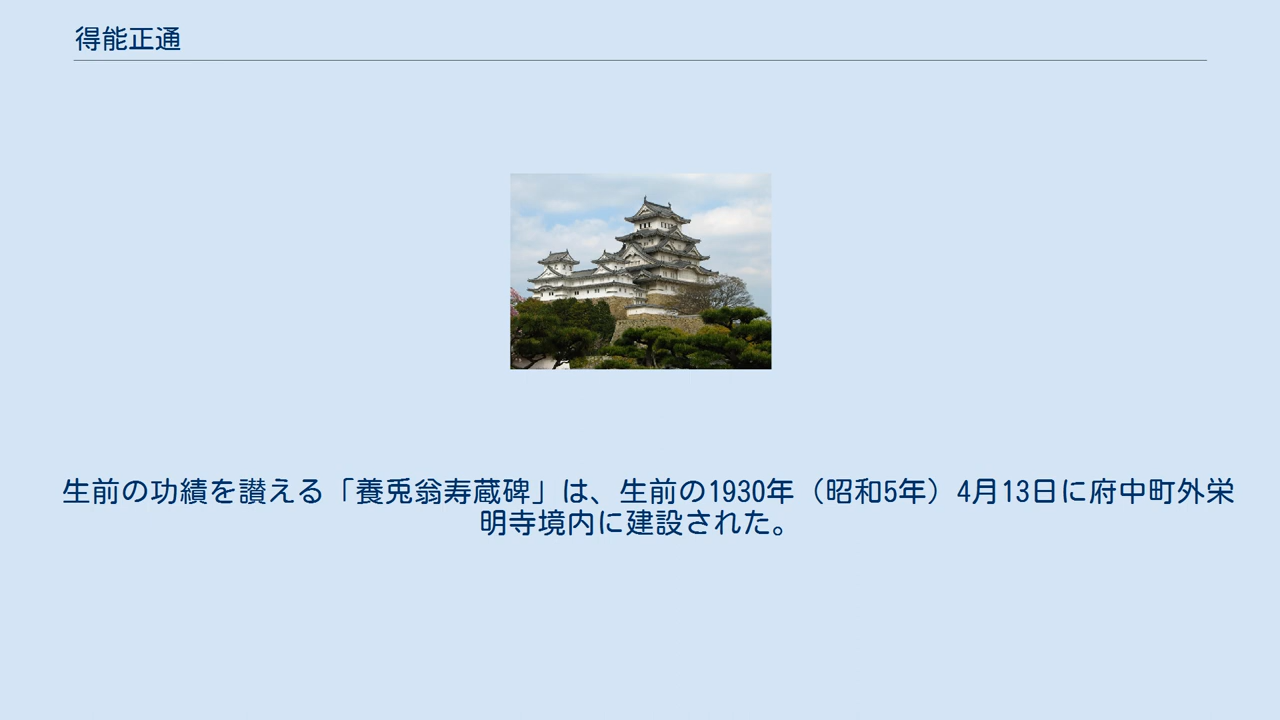 得能正通
生前の功績を讃える「養兎翁寿蔵碑」は、生前の1930年（昭和5年）4月13日に府中町外栄
明寺境内に建設された。